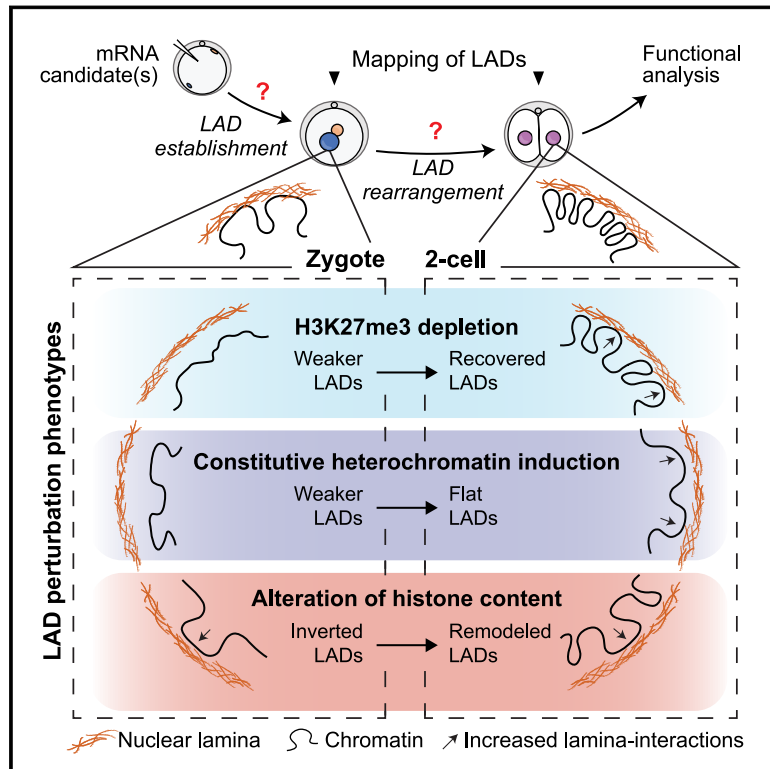 mRNA
candidate(s)
Mapping of LADs
Functional
analysis
?
?
LAD
establishment
LAD
rearrangement
Zygote
2-cell
LAD perturbation phenotypes
H3K27me3 depletion
Weaker
LADs
Recovered
LADs
Constitutive heterochromatin induction
Weaker
LADs
Flat
LADs
Alteration of histone content
Inverted
LADs
Remodeled
LADs
Nuclear lamina
Chromatin
Increased lamina-interactions